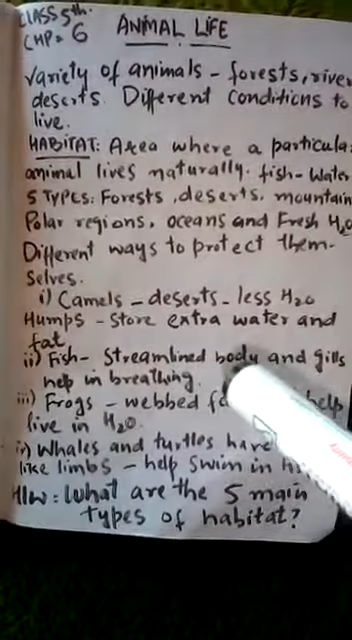 CLASS 5th.
CHP = 6
ANIMAL LIFE
Variety of animals - forests, river
deserts. Different conditions to
live.
HABITAT: Area where a particula
animal lives naturally. fish - Water
5 TYPES: Forests, deserts, mountain
Polar regions, oceans and Fresh H2O
Different ways to protect them-
selves.
i) Camels - deserts - less H2O
Humps - store extra water and
fat
ii) Fish - Streamlined body and gills
help in breathing.
iii) Frogs - webbed help
live in H2O.
iv) Whales and turtles have
like limbs - help swim in
H/W: What are the 5 main
types of habitat?